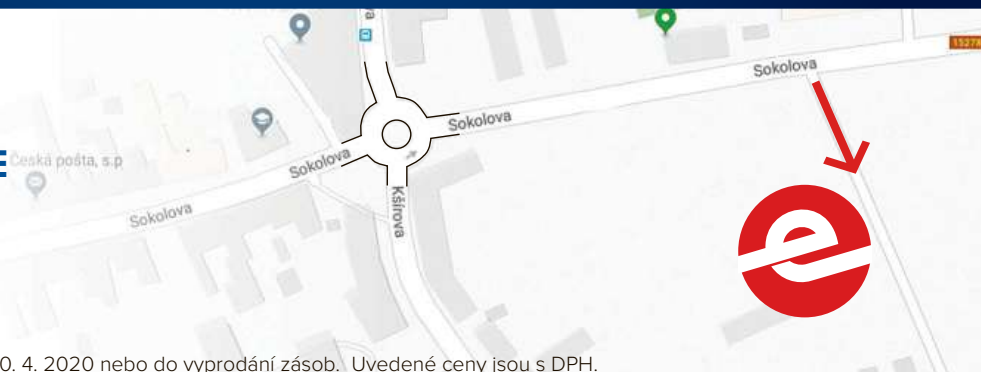 Sokolova
Sokolova
Sokolova
Česká pošta, s.p
Sokolova
Kšírova
0. 4. 2020 nebo do vyprodání zásob. Uvedené ceny jsou s DPH.